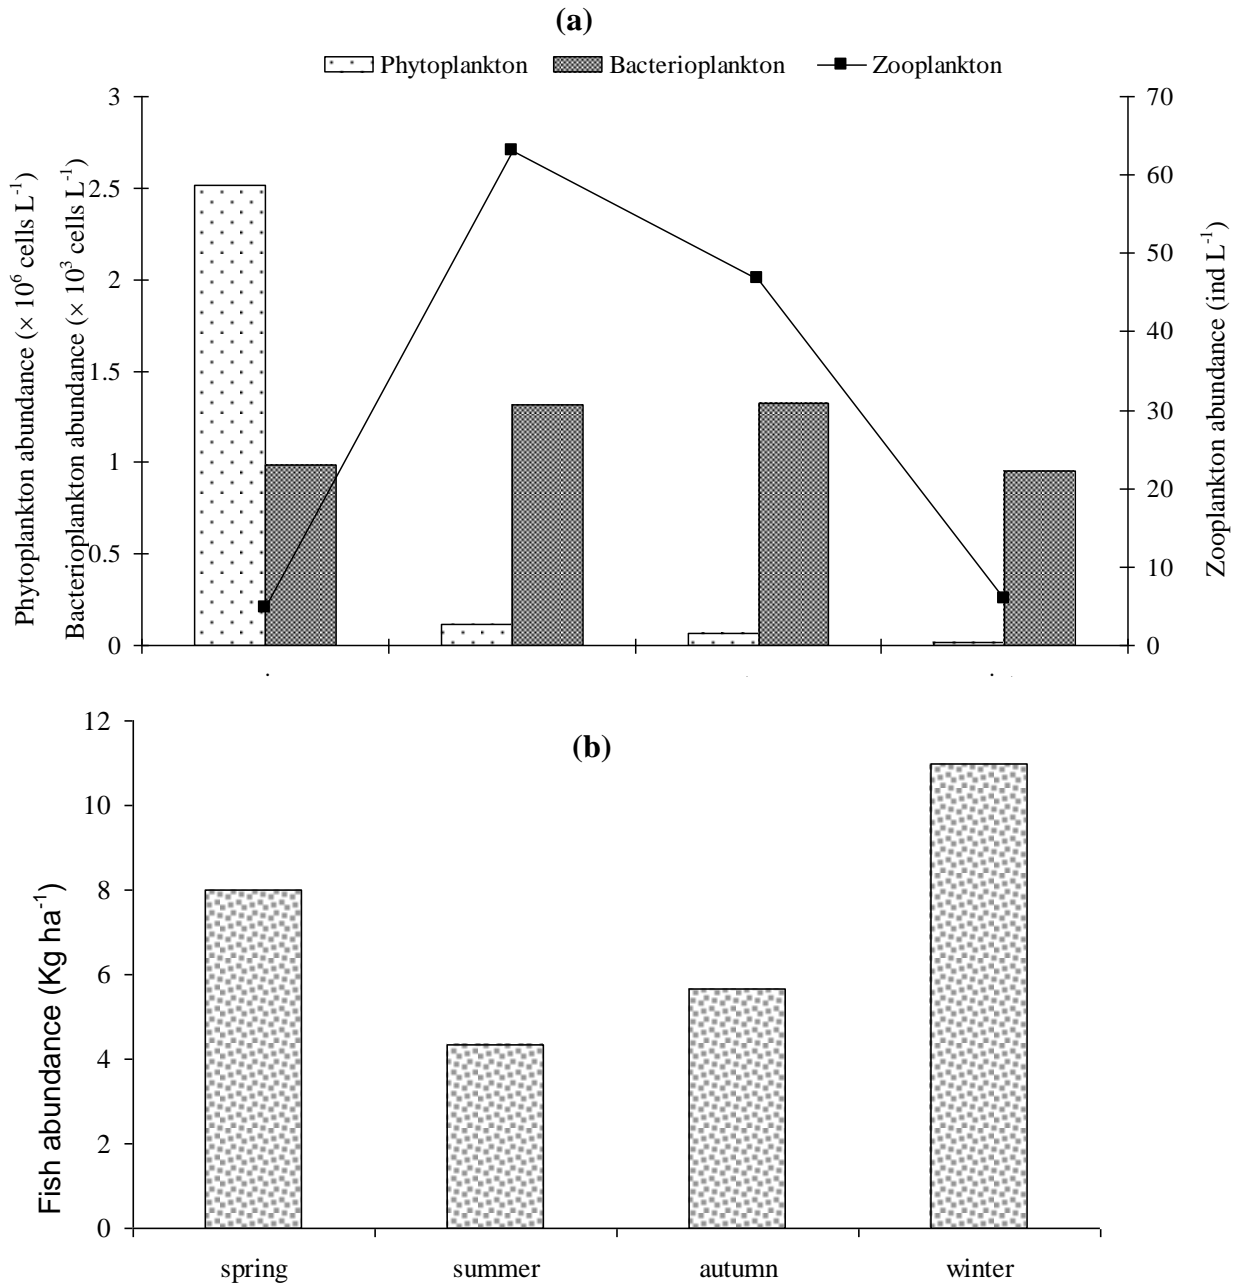 (a)
Phytoplankton Bacterioplankton Zooplankton
Phytoplankton abundance (× 10⁶ cells L⁻¹)
Bacterioplankton abundance (× 10³ cells L⁻¹)
3
2.5
2
1.5
1
0.5
0
70
60
50
40
30
20
10
0
Zooplankton abundance (ind L⁻¹)
(b)
Fish abundance (Kg ha⁻¹)
12
10
8
6
4
2
0
spring summer autumn winter